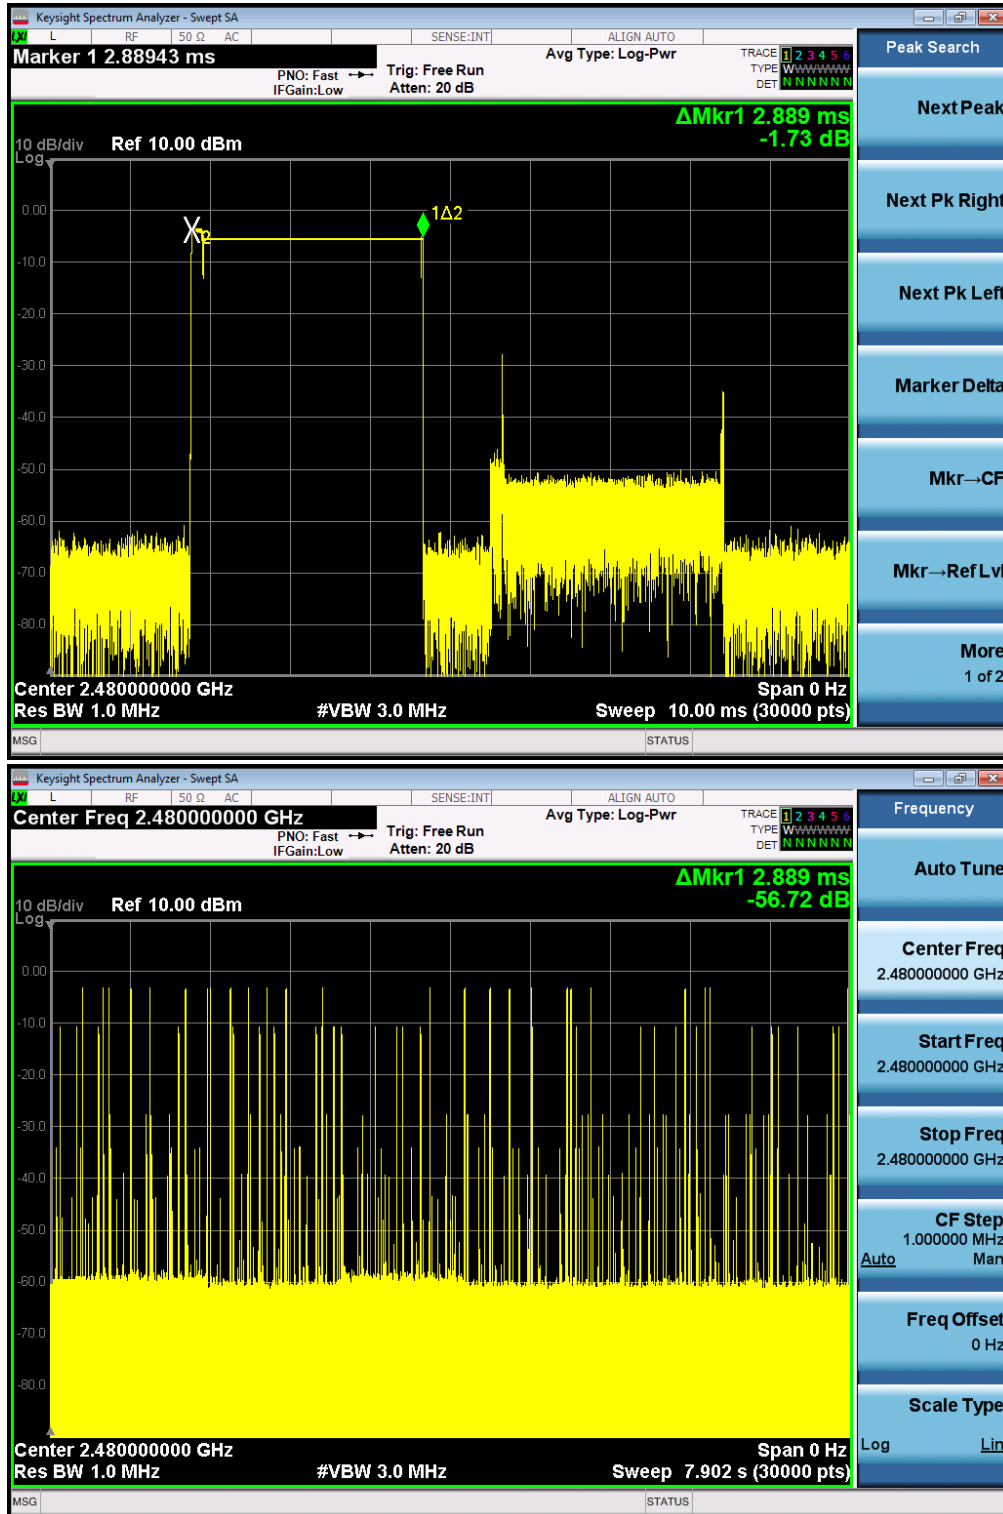 Keysight Spectrum Analyzer - Swept SA
LXI L RF 50 Ω AC SENSE:INT ALIGN AUTO
Marker 1 2.88943 ms
PNO: Fast
IFGain:Low
Trig: Free Run
Atten: 20 dB
Avg Type: Log-Pwr
TRACE 1 2 3 4 5 6
TYPE WWWWWW
DET N N N N N N
ΔMkr1 2.889 ms
-1.73 dB
10 dB/div Ref 10.00 dBm
Log
1Δ2
X2
0.00
-10.0
-20.0
-30.0
-40.0
-50.0
-60.0
-70.0
-80.0
Center 2.480000000 GHz Span 0 Hz
Res BW 1.0 MHz #VBW 3.0 MHz Sweep 10.00 ms (30000 pts)
MSG STATUS
Peak Search
Next Peak
Next Pk Right
Next Pk Left
Marker Delta
Mkr→CF
Mkr→Ref Lvl
More
1 of 2
Keysight Spectrum Analyzer - Swept SA
LXI L RF 50 Ω AC SENSE:INT ALIGN AUTO
Center Freq 2.480000000 GHz
PNO: Fast
IFGain:Low
Trig: Free Run
Atten: 20 dB
Avg Type: Log-Pwr
TRACE 1 2 3 4 5 6
TYPE WWWWWW
DET N N N N N N
ΔMkr1 2.889 ms
-56.72 dB
10 dB/div Ref 10.00 dBm
Log
0.00
-10.0
-20.0
-30.0
-40.0
-50.0
-60.0
-70.0
-80.0
Center 2.480000000 GHz Span 0 Hz
Res BW 1.0 MHz #VBW 3.0 MHz Sweep 7.902 s (30000 pts)
MSG STATUS
Frequency
Auto Tune
Center Freq
2.480000000 GHz
Start Freq
2.480000000 GHz
Stop Freq
2.480000000 GHz
CF Step
1.000000 MHz
Auto Man
Freq Offset
0 Hz
Scale Type
Log Lin